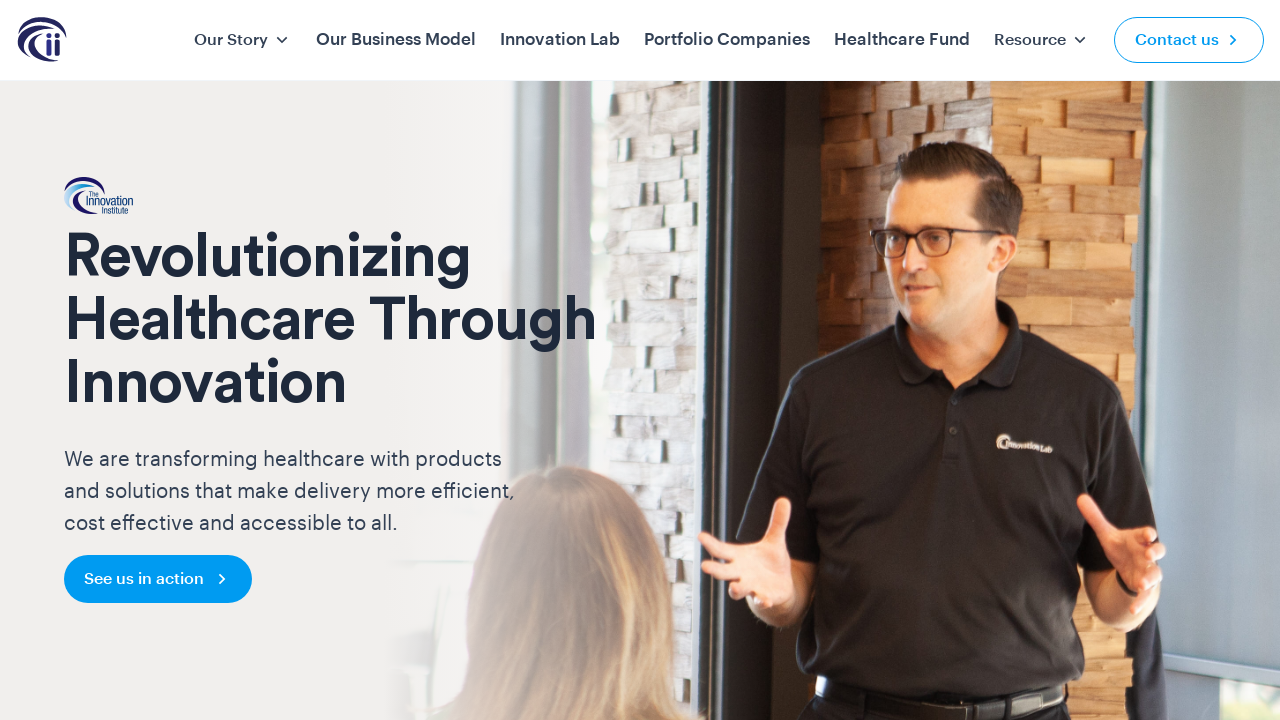 ii
Our Story
Our Business Model
Innovation Lab
Portfolio Companies
Healthcare Fund
Resource
Contact us
The
Innovation
Institute
Revolutionizing
Healthcare Through
Innovation
We are transforming healthcare with products
and solutions that make delivery more efficient,
cost effective and accessible to all.
See us in action
Innovation Lab